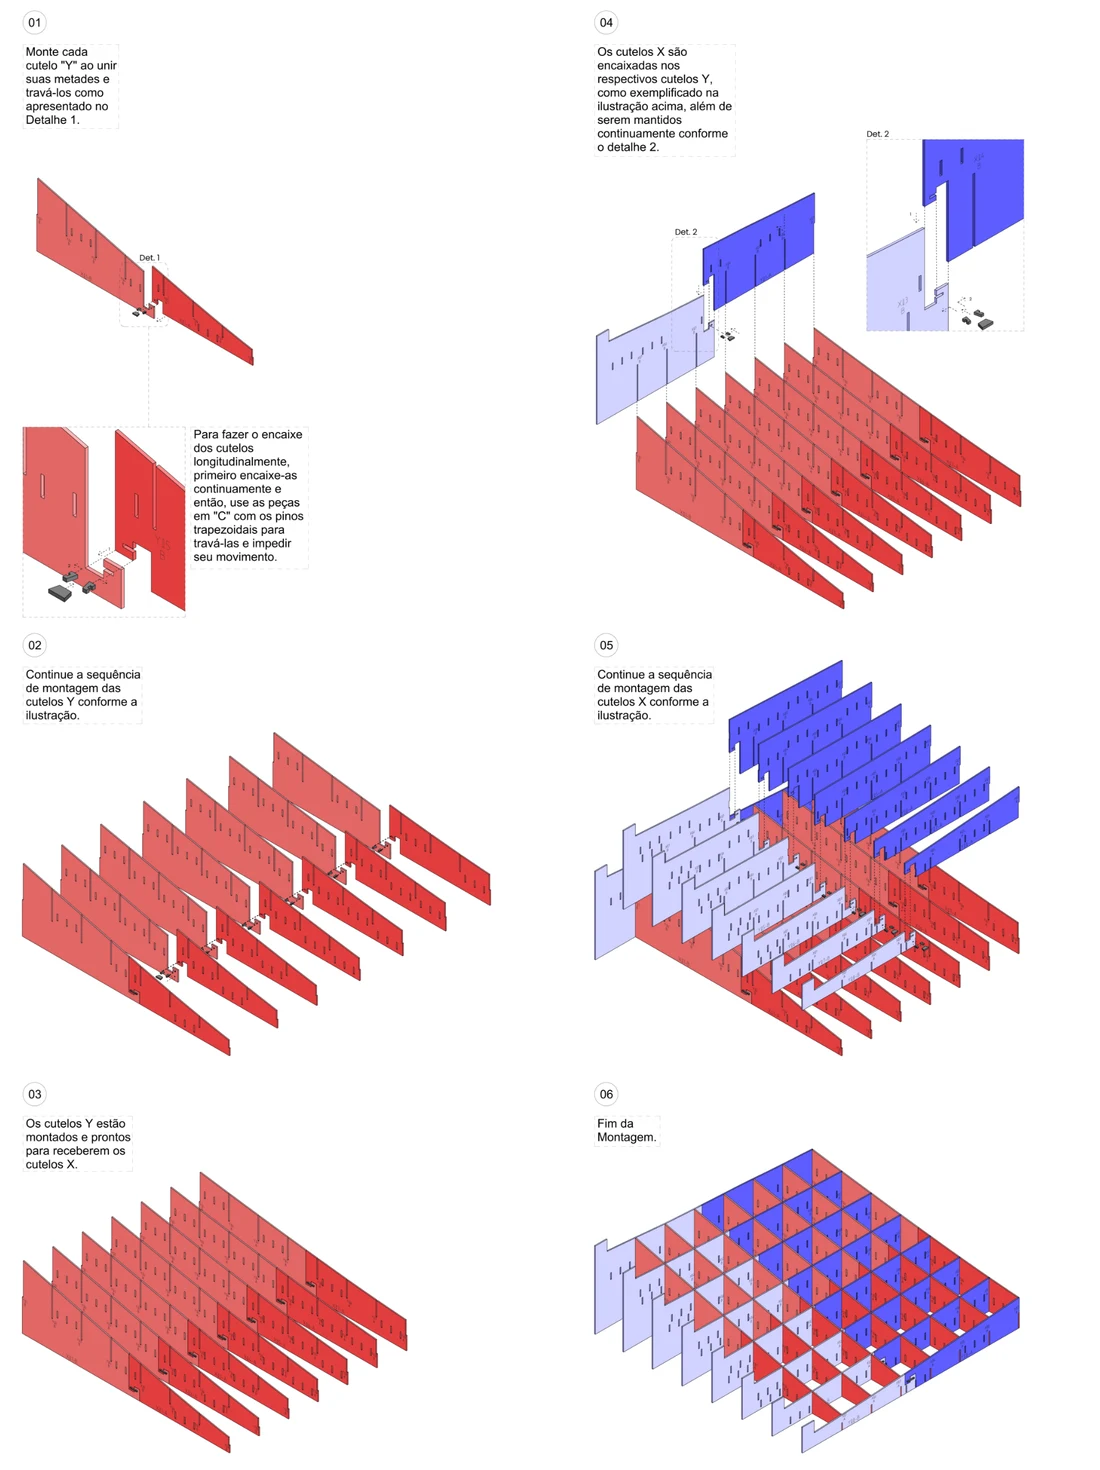 01
Monte cada
cutelo "Y" ao unir
suas metades e
travá-los como
apresentado no
Detalhe 1.
Det. 1
Para fazer o encaixe
dos cutelos
longitudinalmente,
primeiro encaixe-as
continuamente e
então, use as peças
em "C" com os pinos
trapezoidais para
travá-las e impedir
seu movimento.
02
Continue a sequência
de montagem das
cutelos Y conforme a
ilustração.
03
Os cutelos Y estão
montados e prontos
para receberem os
cutelos X.
04
Os cutelos X são
encaixadas nos
respectivos cutelos Y,
como exemplificado na
ilustração acima, além de
serem mantidos
continuamente conforme
o detalhe 2.
Det. 2
Det. 2
05
Continue a sequência
de montagem das
cutelos X conforme a
ilustração.
06
Fim da
Montagem.